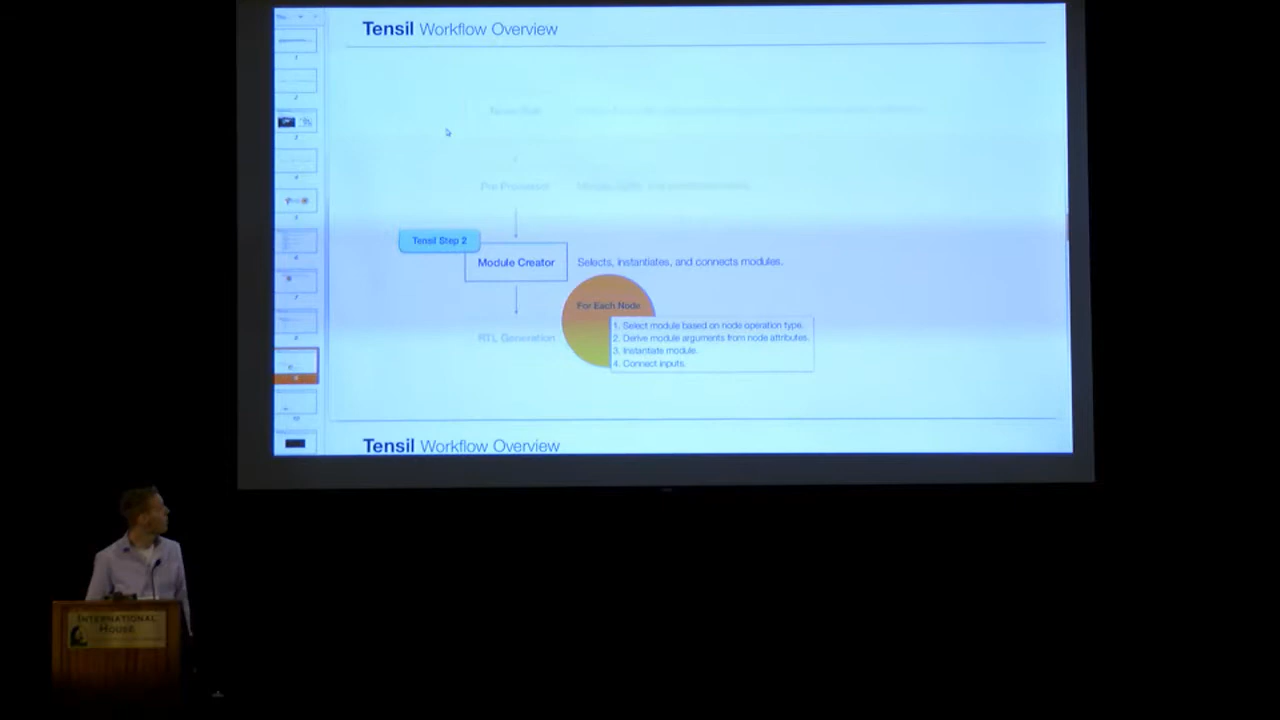 Tensil Workflow Overview
Pre Processor
Tensil Step 2
Module Creator
Selects, instantiates, and connects modules.
For Each Node
1. Select module based on node operation type.
2. Derive module arguments from node attributes.
3. Instantiate module.
4. Connect inputs.
RTL Generation
Tensil Workflow Overview
INTERNATIONAL
HOUSE